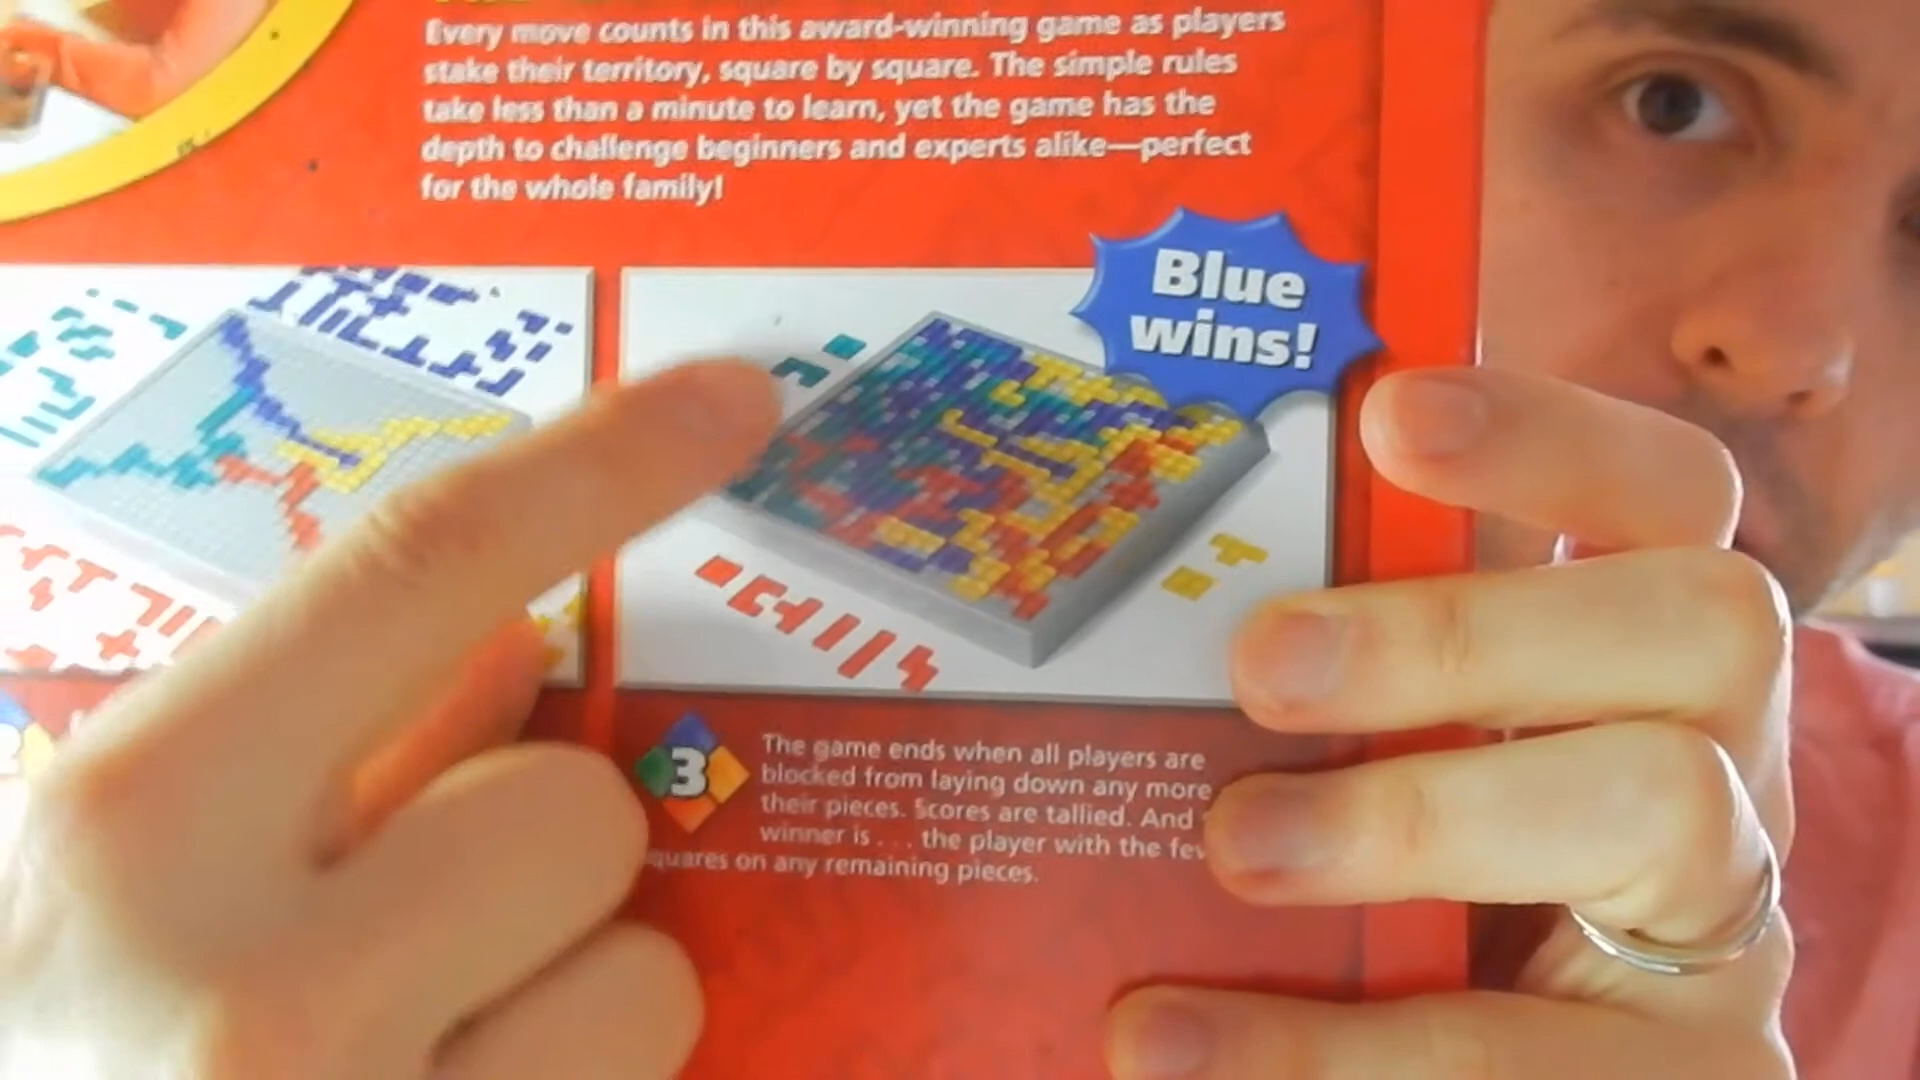 Every move counts in this award-winning game as players
stake their territory, square by square. The simple rules
take less than a minute to learn, yet the game has the
depth to challenge beginners and experts alike—perfect
for the whole family!
Blue
wins!
3
The game ends when all players are
blocked from laying down any more
their pieces. Scores are tallied. And
winner is . . . the player with the
squares on any remaining pieces.